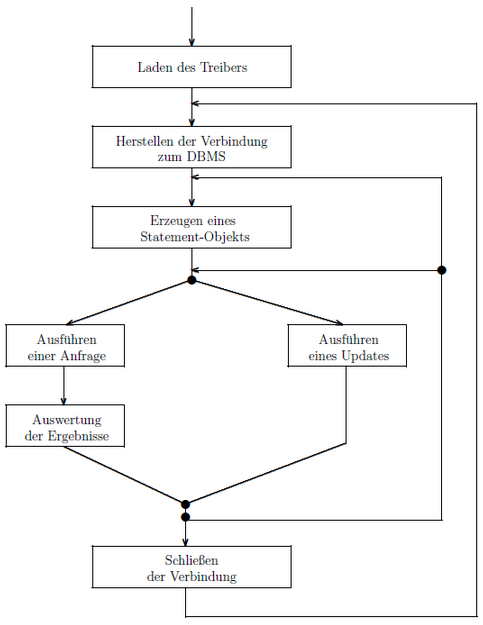 Laden des Treibers
Herstellen der Verbindung
zum DBMS
Erzeugen eines
Statement-Objekts
Ausführen
einer Anfrage
Ausführen
eines Updates
Auswertung
der Ergebnisse
Schließen
der Verbindung